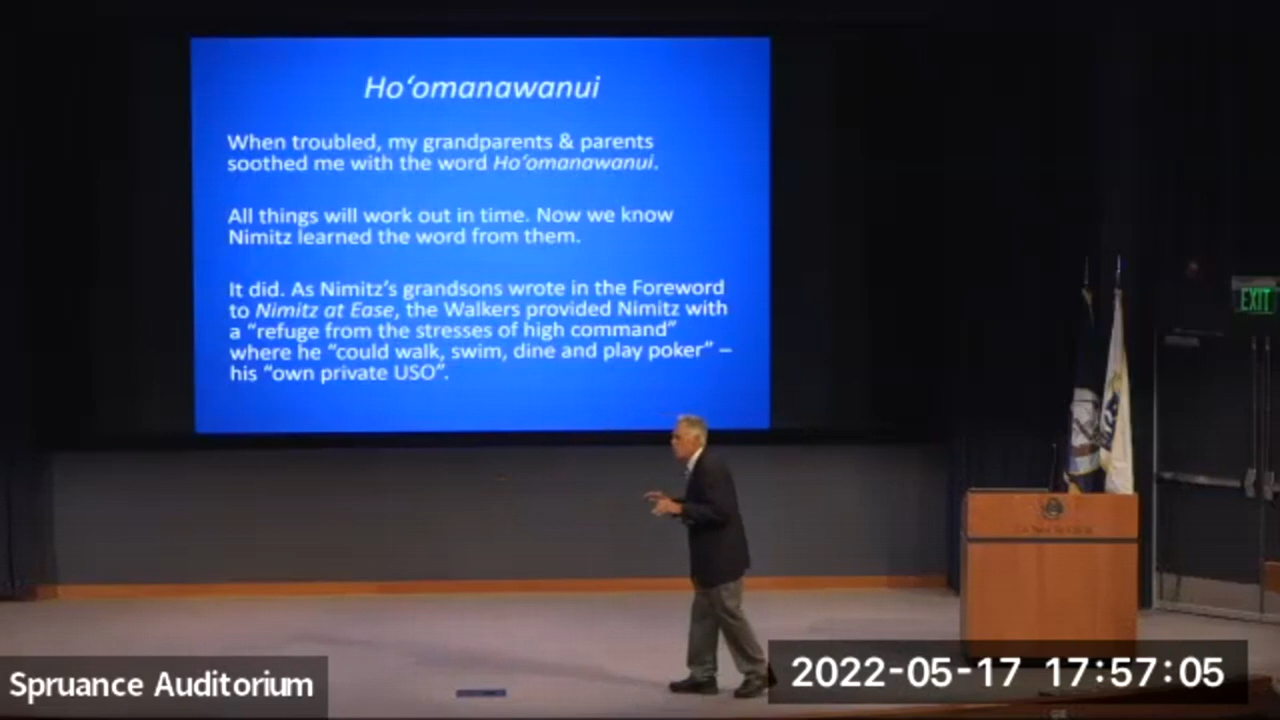 Hoʻomanawanui
When troubled, my grandparents & parents
soothed me with the word Hoʻomanawanui.
All things will work out in time. Now we know
Nimitz learned the word from them.
It did. As Nimitz’s grandsons wrote in the Foreword
to Nimitz at Ease, the Walkers provided Nimitz with
a “refuge from the stresses of high command”
where he “could walk, swim, dine and play poker” –
his “own private USO”.
EXIT
Spruance Auditorium
2022-05-17 17:57:05